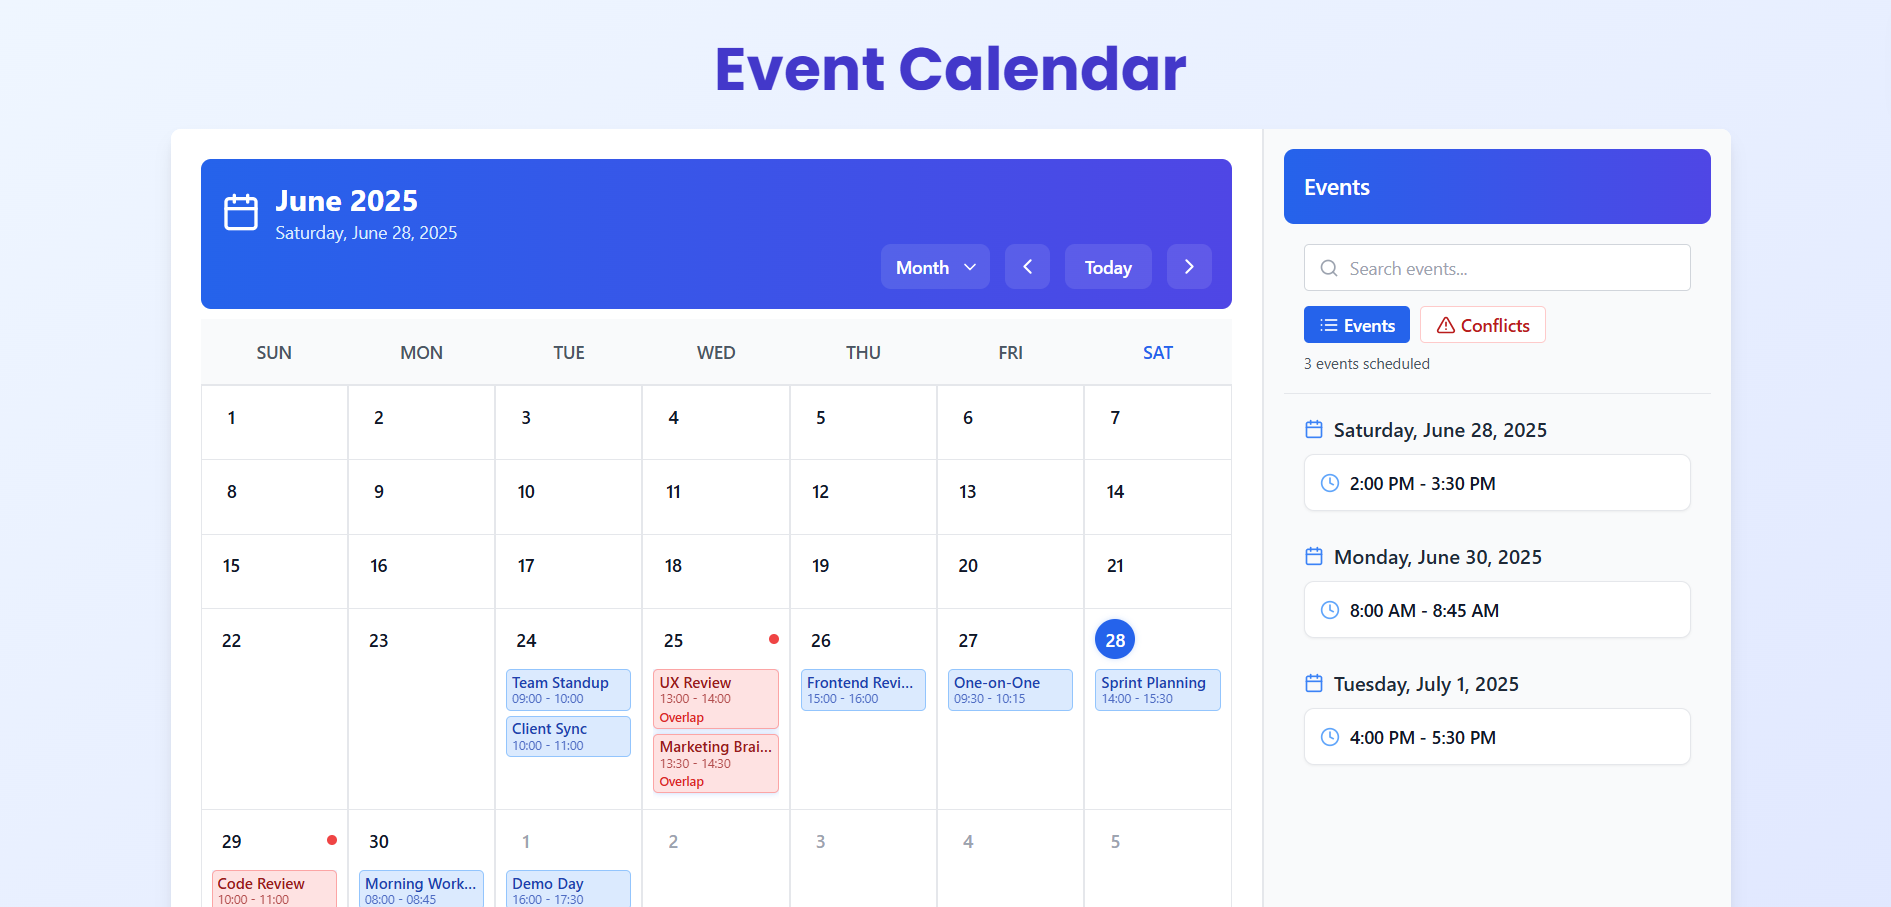 Event Calendar
June 2025
Saturday, June 28, 2025
Month
Today
SUN MON TUE WED THU FRI SAT
1 2 3 4 5 6 7
8 9 10 11 12 13 14
15 16 17 18 19 20 21
22 23 24 25 26 27 28
Team Standup
09:00 - 10:00
Client Sync
10:00 - 11:00
UX Review
13:00 - 14:00
Overlap
Marketing Brai...
13:30 - 14:30
Overlap
Frontend Revi...
15:00 - 16:00
One-on-One
09:30 - 10:15
Sprint Planning
14:00 - 15:30
29 30 1 2 3 4 5
Code Review
10:00 - 11:00
Morning Work...
08:00 - 08:45
Demo Day
16:00 - 17:30
Events
Search events...
Events
Conflicts
3 events scheduled
Saturday, June 28, 2025
2:00 PM - 3:30 PM
Monday, June 30, 2025
8:00 AM - 8:45 AM
Tuesday, July 1, 2025
4:00 PM - 5:30 PM